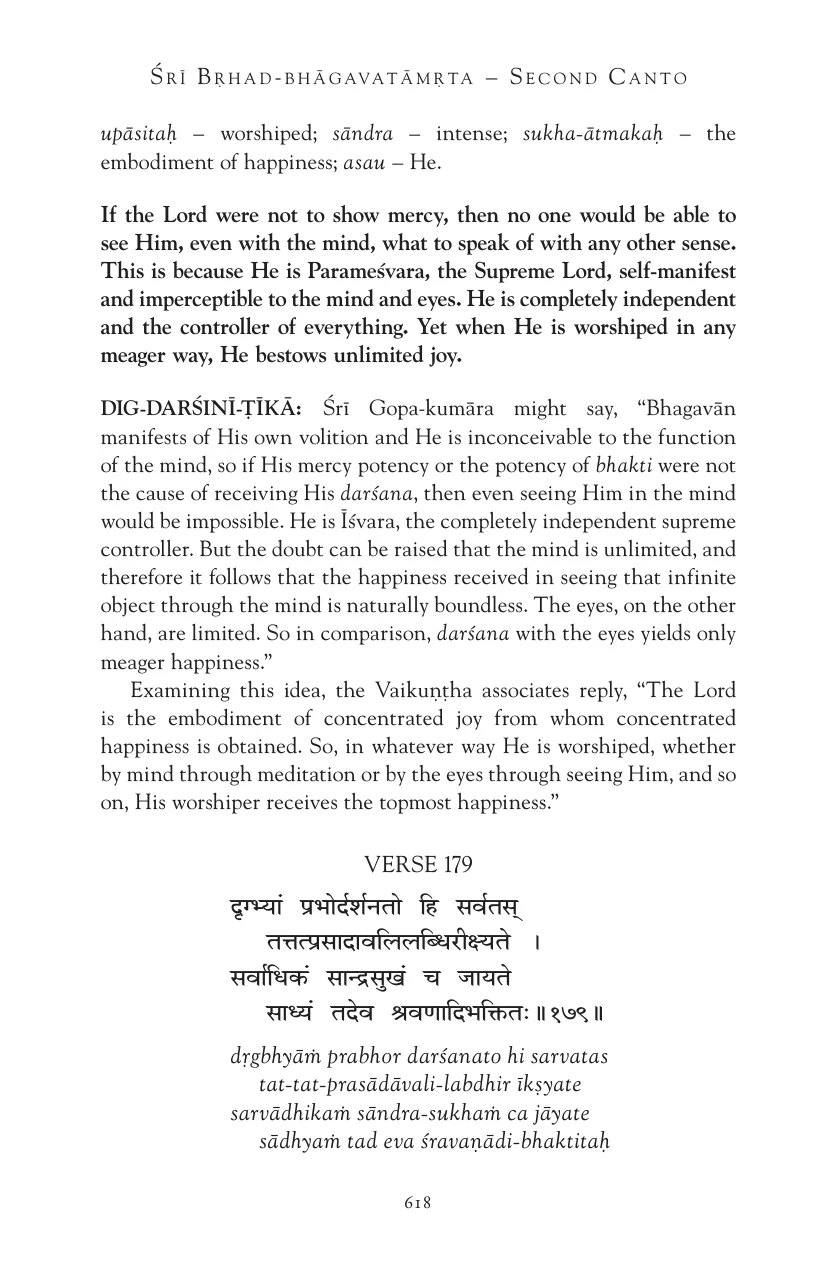 ŚRĪ BṚHAD-BHĀGAVATĀMṚTA – SECOND CANTO
upāsitaḥ – worshiped; sāndra – intense; sukha-ātmakaḥ – the
embodiment of happiness; asau – He.
If the Lord were not to show mercy, then no one would be able to
see Him, even with the mind, what to speak of with any other sense.
This is because He is Parameśvara, the Supreme Lord, self-manifest
and imperceptible to the mind and eyes. He is completely independent
and the controller of everything. Yet when He is worshiped in any
meager way, He bestows unlimited joy.
DIG-DARŚINĪ-ṬĪKĀ: Śrī Gopa-kumāra might say, “Bhagavān
manifests of His own volition and He is inconceivable to the function
of the mind, so if His mercy potency or the potency of bhakti were not
the cause of receiving His darśana, then even seeing Him in the mind
would be impossible. He is Īśvara, the completely independent supreme
controller. But the doubt can be raised that the mind is unlimited, and
therefore it follows that the happiness received in seeing that infinite
object through the mind is naturally boundless. The eyes, on the other
hand, are limited. So in comparison, darśana with the eyes yields only
meager happiness.”
Examining this idea, the Vaikuṇṭha associates reply, “The Lord
is the embodiment of concentrated joy from whom concentrated
happiness is obtained. So, in whatever way He is worshiped, whether
by mind through meditation or by the eyes through seeing Him, and so
on, His worshiper receives the topmost happiness.”
VERSE 179
दृग्भ्यां प्रभोर्दर्शनतो हि सर्वतस्
तत्तत्प्रसादावलिलब्धिरीक्ष्यते ।
सर्वाधिकं सान्द्रसुखं च जायते
साध्यं तदेव श्रवणादिभक्तितः॥१७९॥
dṛgbhyāṁ prabhor darśanato hi sarvatas
tat-tat-prasādāvali-labdhir īkṣyate
sarvādhikaṁ sāndra-sukhaṁ ca jāyate
sādhyaṁ tad eva śravaṇādi-bhaktitaḥ
618